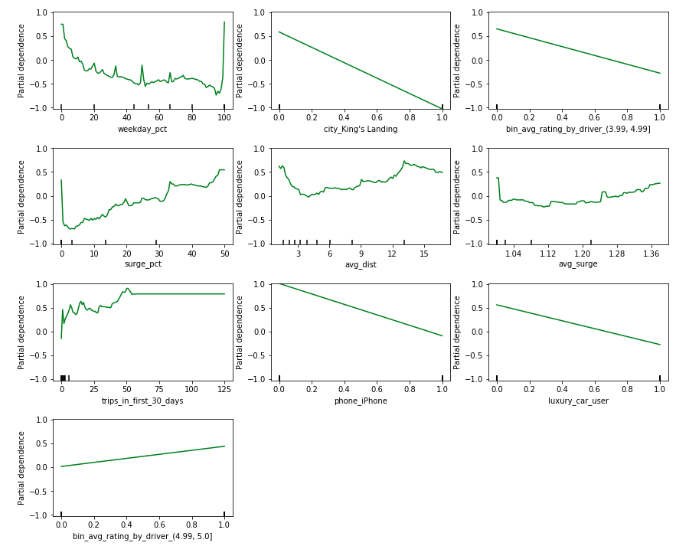 1.0
0.5
0.0
−0.5
−1.0
Partial dependence
0 20 40 60 80 100
weekday_pct
1.0
0.5
0.0
−0.5
−1.0
Partial dependence
0.0 0.2 0.4 0.6 0.8 1.0
city_King's Landing
1.0
0.5
0.0
−0.5
−1.0
Partial dependence
0.0 0.2 0.4 0.6 0.8 1.0
bin_avg_rating_by_driver_(3.99, 4.99]
1.0
0.5
0.0
−0.5
−1.0
Partial dependence
0 10 20 30 40 50
surge_pct
1.0
0.5
0.0
−0.5
−1.0
Partial dependence
3 6 9 12 15
avg_dist
1.0
0.5
0.0
−0.5
−1.0
Partial dependence
1.04 1.12 1.20 1.28 1.36
avg_surge
1.0
0.5
0.0
−0.5
−1.0
Partial dependence
0 25 50 75 100 125
trips_in_first_30_days
1.0
0.5
0.0
−0.5
−1.0
Partial dependence
0.0 0.2 0.4 0.6 0.8 1.0
phone_iPhone
1.0
0.5
0.0
−0.5
−1.0
Partial dependence
0.0 0.2 0.4 0.6 0.8 1.0
luxury_car_user
1.0
0.5
0.0
−0.5
−1.0
Partial dependence
0.0 0.2 0.4 0.6 0.8 1.0
bin_avg_rating_by_driver_(4.99, 5.0]